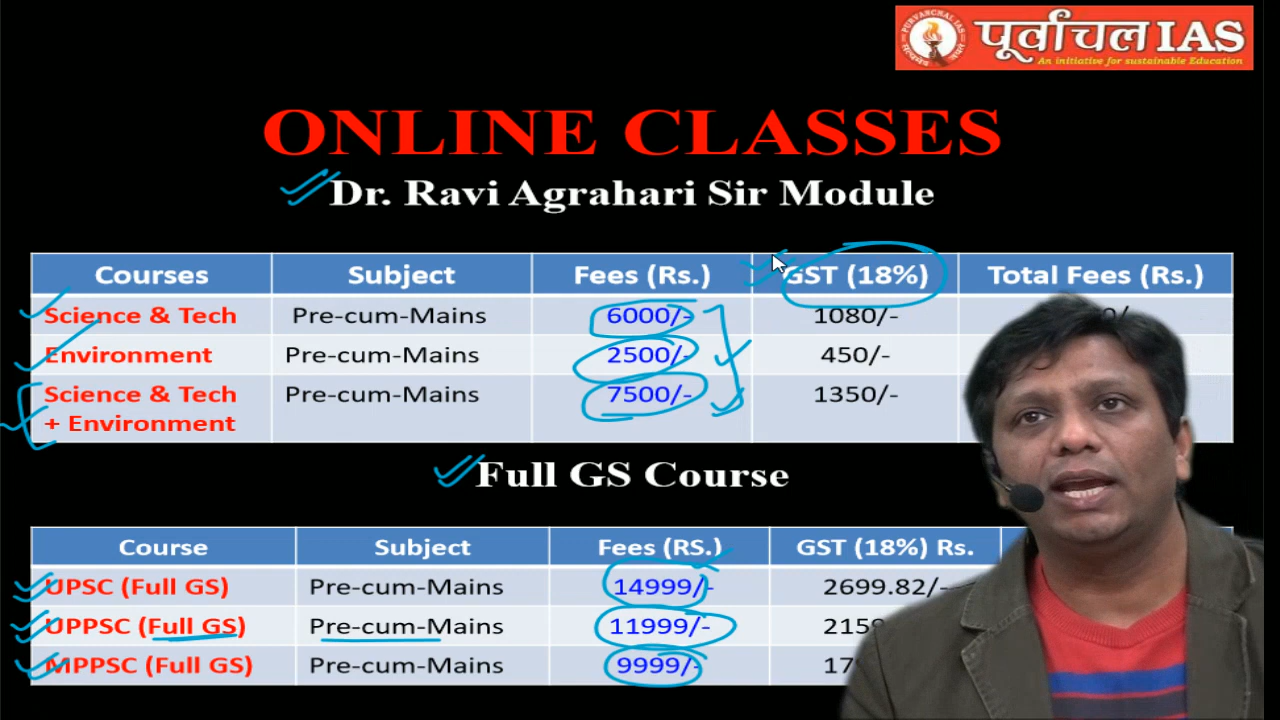 पूर्वांचल IAS
An initiative for sustainable Education
ONLINE CLASSES
Dr. Ravi Agrahari Sir Module
Courses Subject Fees (Rs.) GST (18%) Total Fees (Rs.)
Science & Tech Pre-cum-Mains 6000/- 1080/-
Environment Pre-cum-Mains 2500/- 450/-
Science & Tech Pre-cum-Mains 7500/- 1350/-
+ Environment
Full GS Course
Course Subject Fees (RS.) GST (18%) Rs.
UPSC (Full GS) Pre-cum-Mains 14999/- 2699.82/-
UPPSC (Full GS) Pre-cum-Mains 11999/-
MPPSC (Full GS) Pre-cum-Mains 9999/-